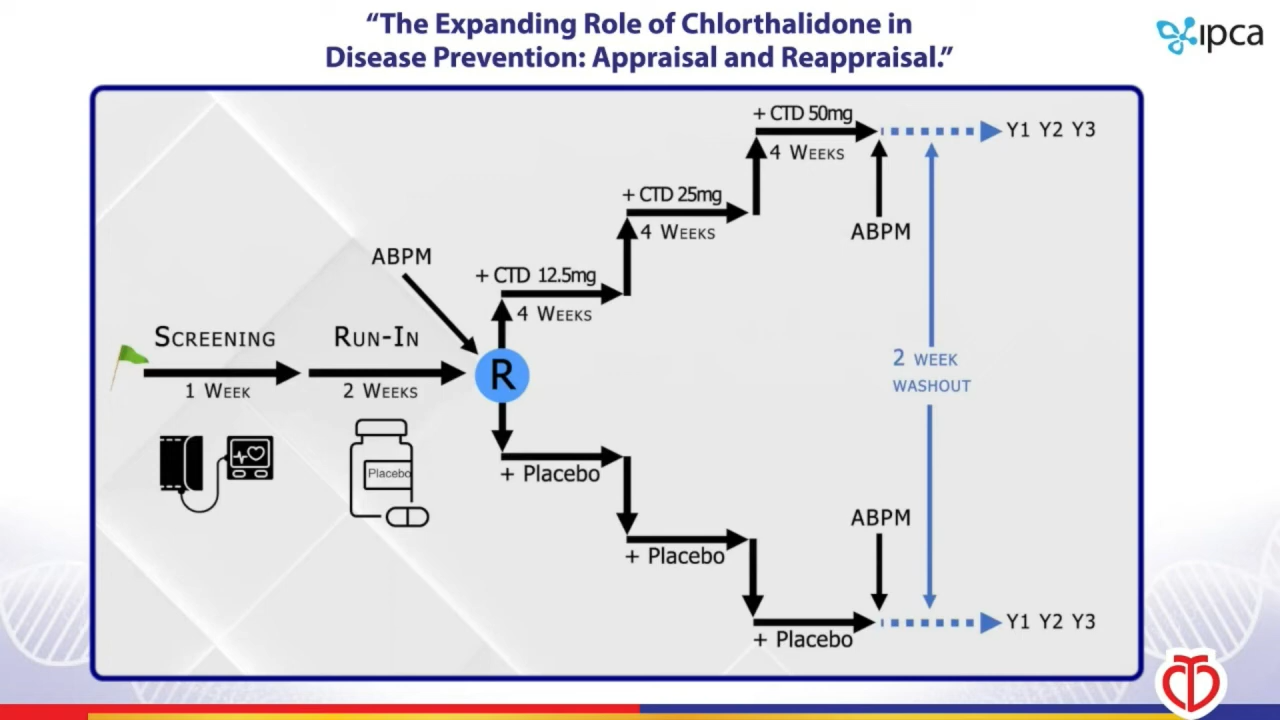 “The Expanding Role of Chlorthalidone in
Disease Prevention: Appraisal and Reappraisal.”
ipca
+ CTD 50mg
4 WEEKS
Y1 Y2 Y3
+ CTD 25mg
4 WEEKS
ABPM
ABPM
+ CTD 12.5mg
4 WEEKS
SCREENING
1 WEEK
RUN-IN
2 WEEKS
R
2 WEEK
WASHOUT
Placebo
+ Placebo
ABPM
+ Placebo
+ Placebo
Y1 Y2 Y3